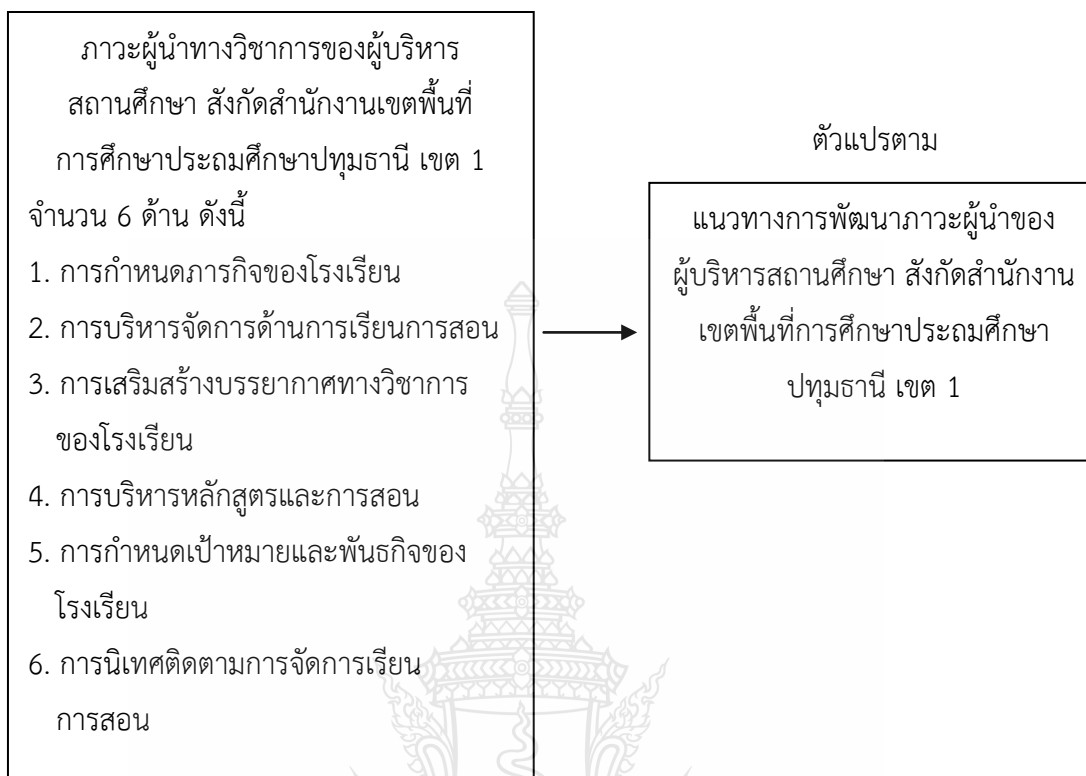 ภาวะผู้นำทางวิชาการของผู้บริหาร
สถานศึกษา สังกัดสำนักงานเขตพื้นที่
การศึกษาประถมศึกษาปทุมธานี เขต 1
จำนวน 6 ด้าน ดังนี้
1. การกำหนดภารกิจของโรงเรียน
2. การบริหารจัดการด้านการเรียนการสอน
3. การเสริมสร้างบรรยากาศทางวิชาการ
ของโรงเรียน
4. การบริหารหลักสูตรและการสอน
5. การกำหนดเป้าหมายและพันธกิจของ
โรงเรียน
6. การนิเทศติดตามการจัดการเรียน
การสอน
ตัวแปรตาม
แนวทางการพัฒนาภาวะผู้นำของ
ผู้บริหารสถานศึกษา สังกัดสำนักงาน
เขตพื้นที่การศึกษาประถมศึกษา
ปทุมธานี เขต 1